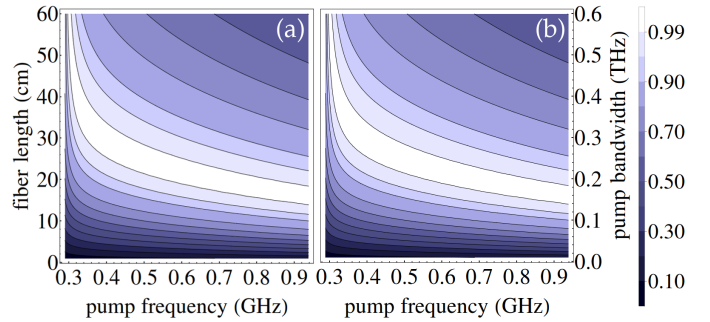 (a)
60
50
40
30
20
10
0
fiber length (cm)
0.3 0.4 0.5 0.6 0.7 0.8 0.9
pump frequency (GHz)
(b)
0.6
0.5
0.4
0.3
0.2
0.1
0.0
pump bandwidth (THz)
0.3 0.4 0.5 0.6 0.7 0.8 0.9
pump frequency (GHz)
0.99
0.90
0.70
0.50
0.30
0.10